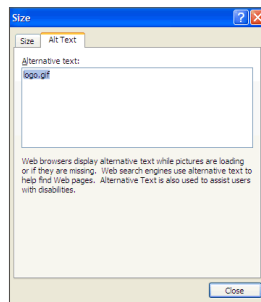 Size
Size Alt Text
Alternative text:
logo.gif
Web browsers display alternative text while pictures are loading
or if they are missing. Web search engines use alternative text to
help find Web pages. Alternative Text is also used to assist users
with disabilities.
Close